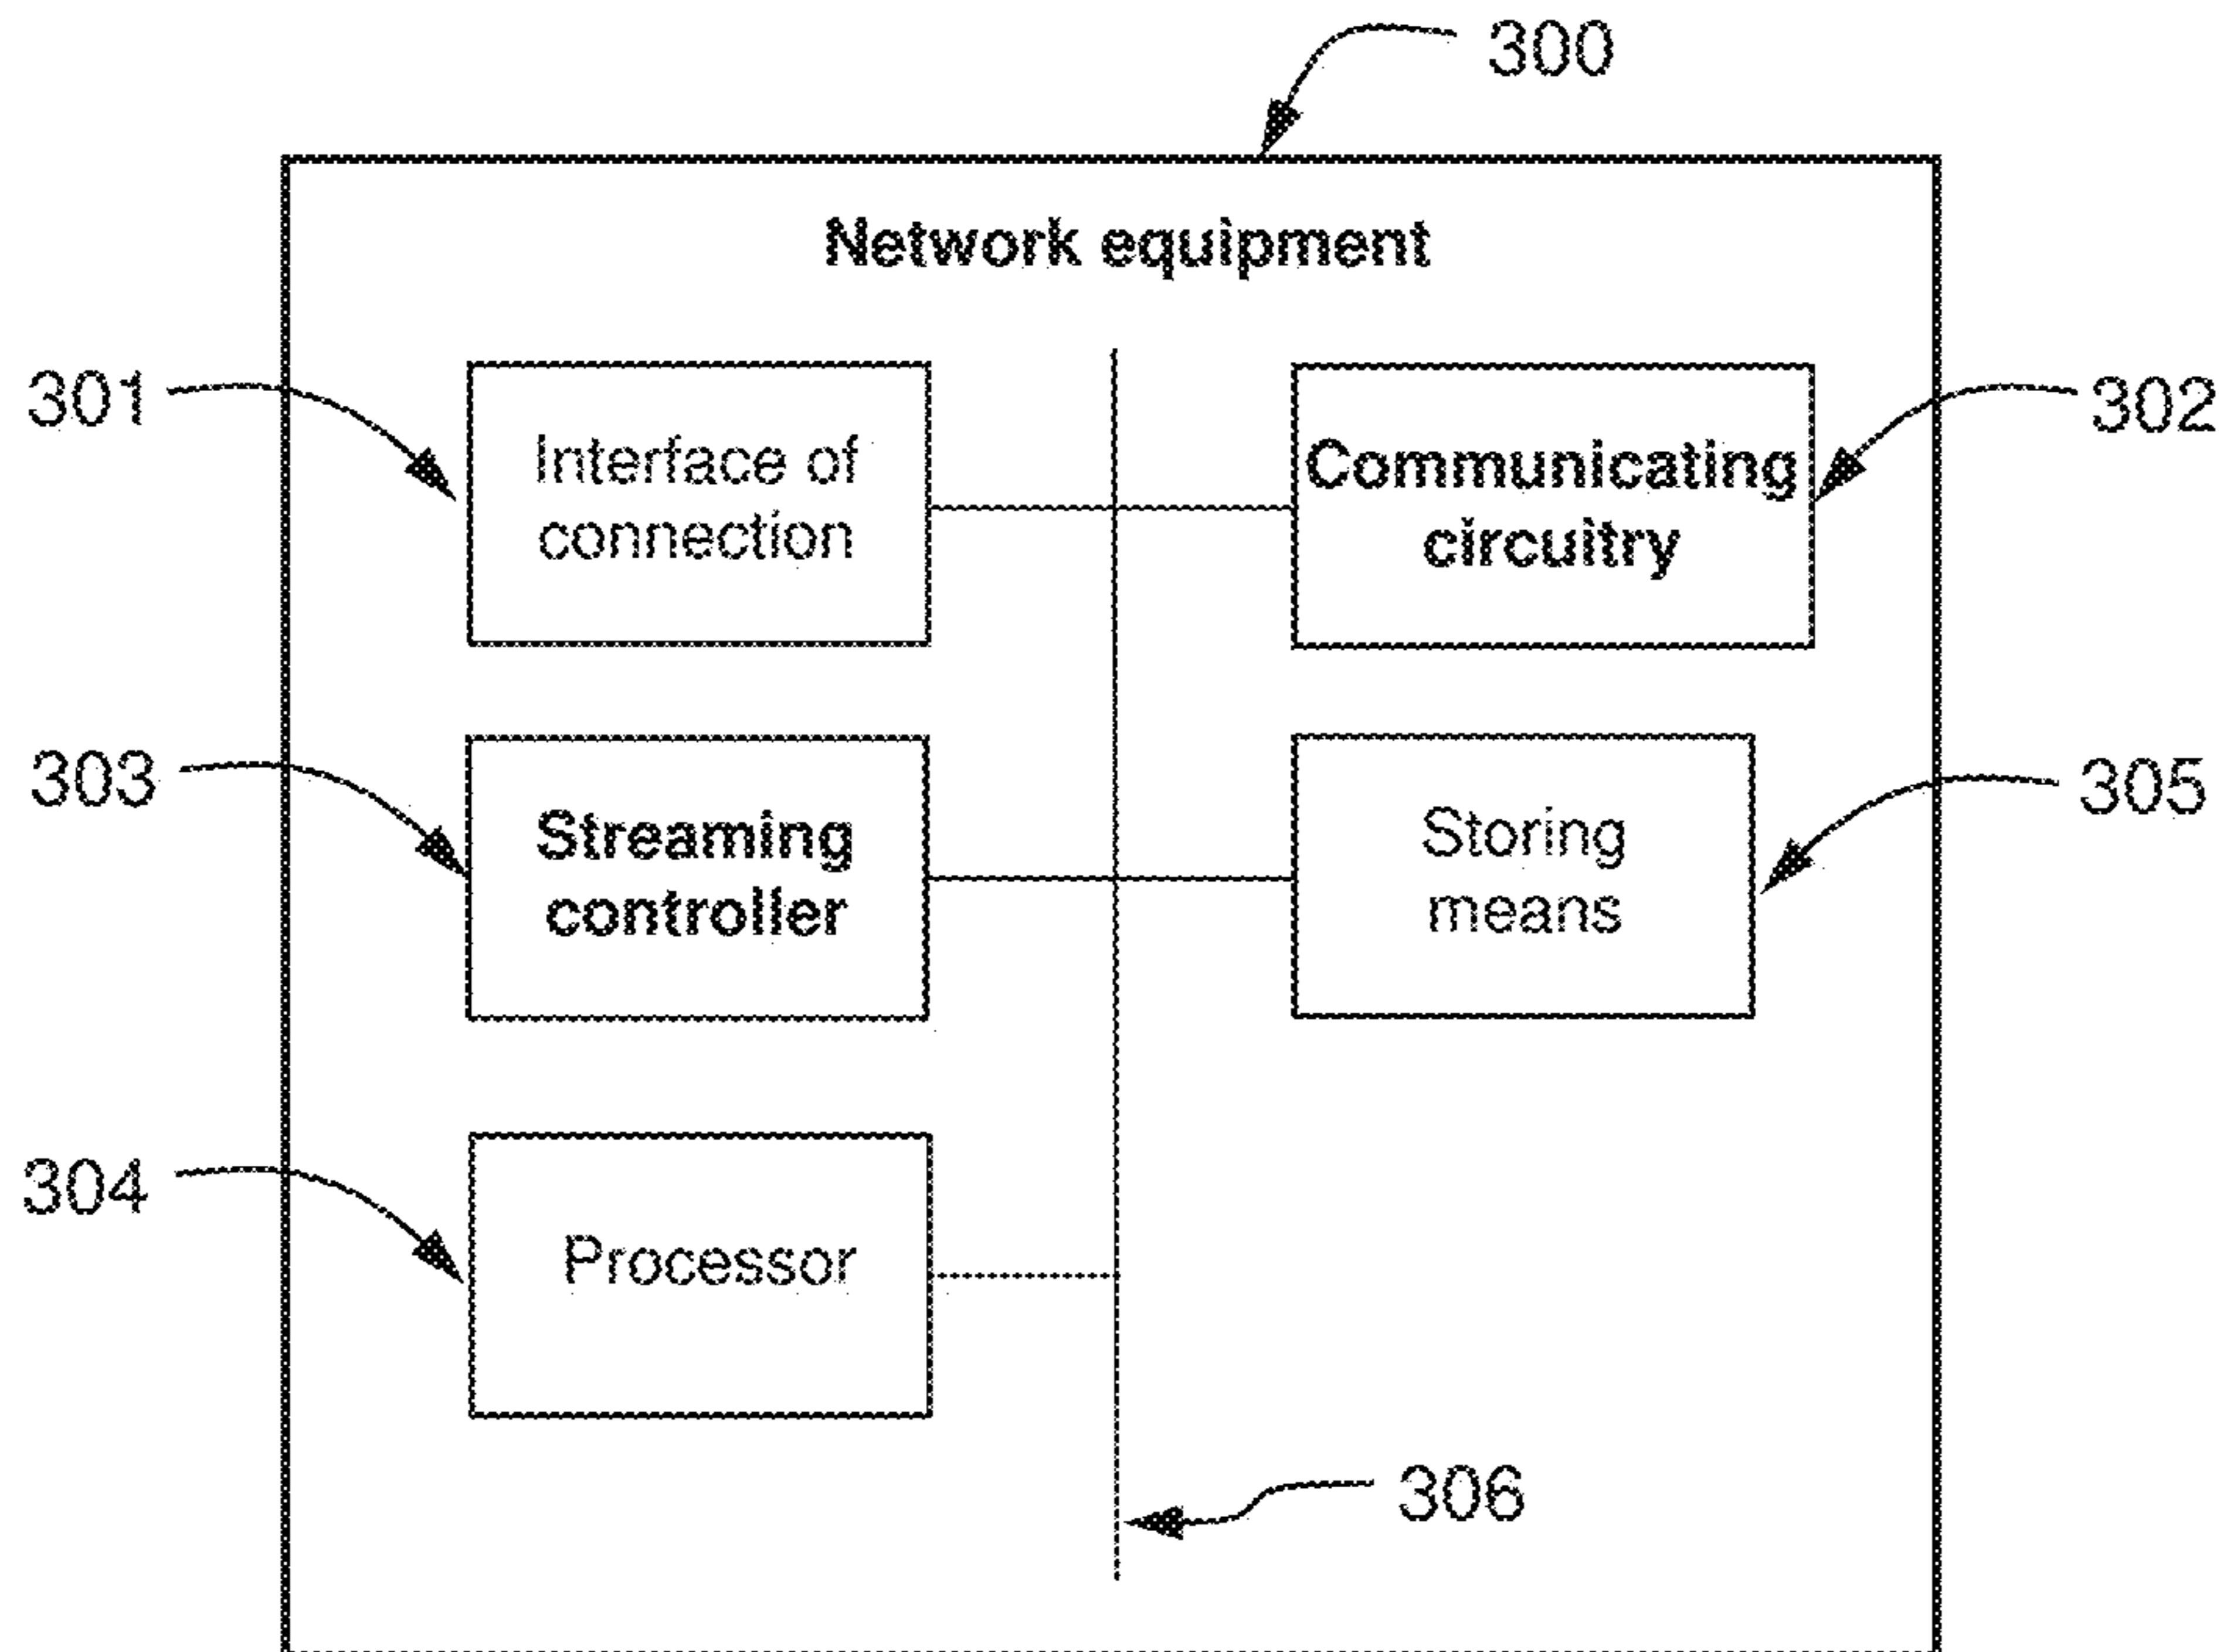 300
Network equipment
301
Interface of
connection
Communicating
circuitry
302
303
Streaming
controller
Storing
means
305
304
Processor
306